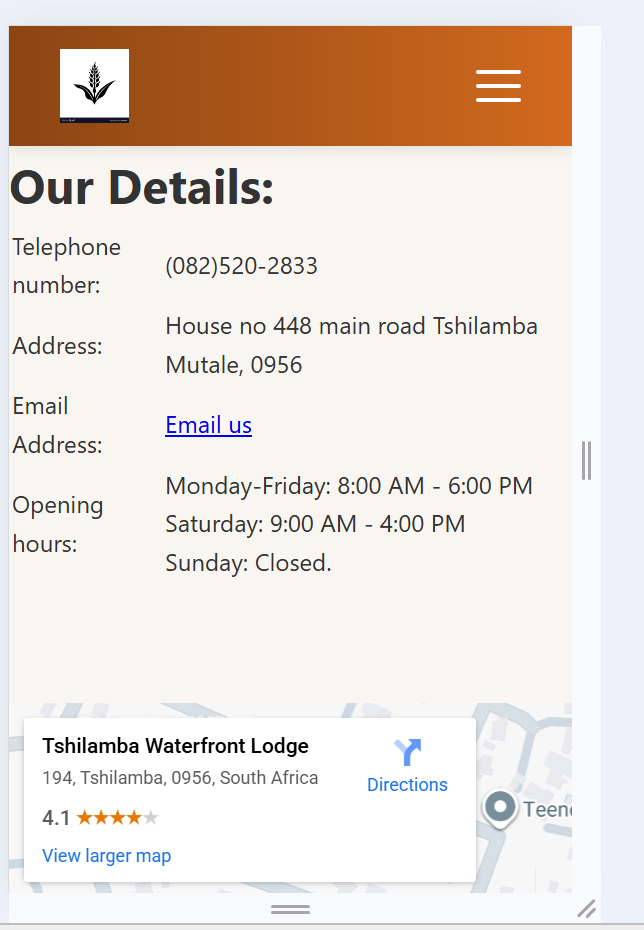 Our Details:
Telephone
number:
(082)520-2833
Address:
House no 448 main road Tshilamba
Mutale, 0956
Email
Address:
Email us
Opening
hours:
Monday-Friday: 8:00 AM - 6:00 PM
Saturday: 9:00 AM - 4:00 PM
Sunday: Closed.
Tshilamba Waterfront Lodge
194, Tshilamba, 0956, South Africa
4.1
View larger map
Directions